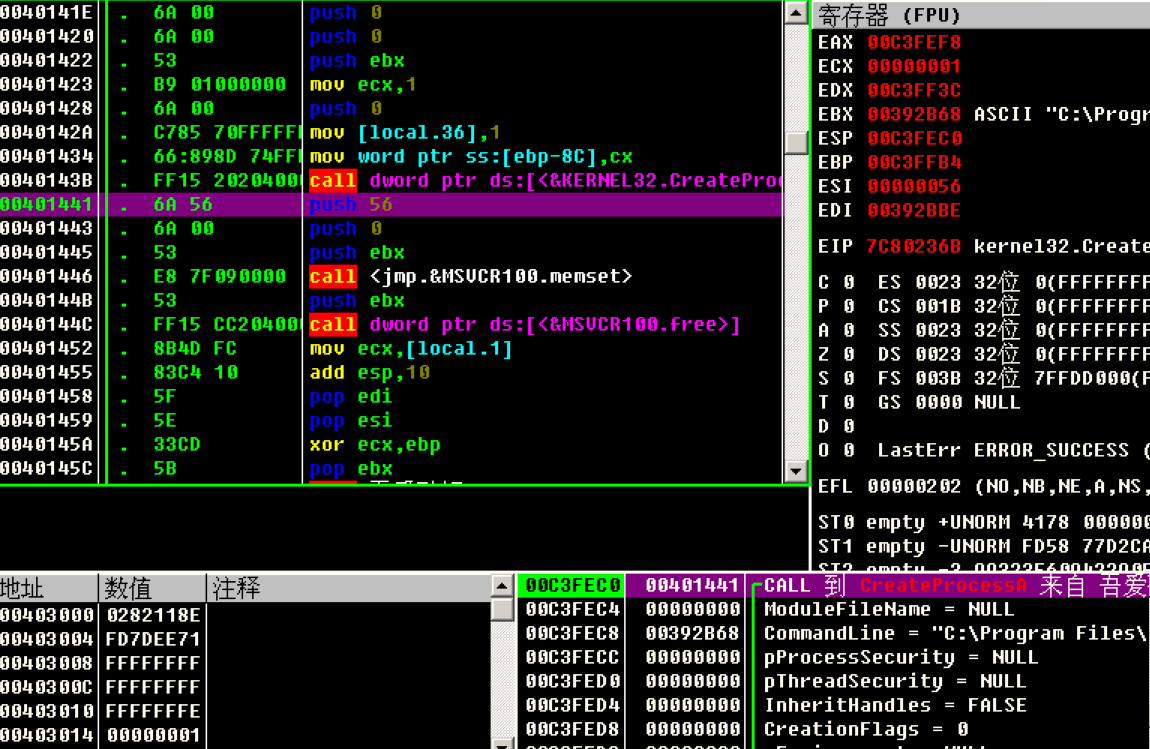 0040141E . 6A 00 push 0
00401420 . 6A 00 push 0
00401422 . 53 push ebx
00401423 . B9 01000000 mov ecx,1
00401428 . 6A 00 push 0
0040142A . C785 70FFFFF mov [local.36],1
00401434 . 66:898D 74FF mov word ptr ss:[ebp-8C],cx
0040143B . FF15 2020400 call dword ptr ds:[<&KERNEL32.CreatePro
00401441 . 6A 56 push 56
00401443 . 6A 00 push 0
00401445 . 53 push ebx
00401446 . E8 7F090000 call <jmp.&MSVCR100.memset>
0040144B . 53 push ebx
0040144C . FF15 CC20400 call dword ptr ds:[<&MSVCR100.free>]
00401452 . 8B4D FC mov ecx,[local.1]
00401455 . 83C4 10 add esp,10
00401458 . 5F pop edi
00401459 . 5E pop esi
0040145A . 33CD xor ecx,ebp
0040145C . 5B pop ebx
寄存器 (FPU)
EAX 00C3FEF8
ECX 00000001
EDX 00C3FF3C
EBX 00392B68 ASCII "C:\Progr
ESP 00C3FEC0
EBP 00C3FFB4
ESI 00000056
EDI 00392BBE
EIP 7C80236B kernel32.Create
C 0 ES 0023 32位 0(FFFFFFFF
P 0 CS 001B 32位 0(FFFFFFFF
A 0 SS 0023 32位 0(FFFFFFFF
Z 0 DS 0023 32位 0(FFFFFFFF
S 0 FS 003B 32位 7FFDD000(F
T 0 GS 0000 NULL
D 0
O 0 LastErr ERROR_SUCCESS (
EFL 00000202 (NO,NB,NE,A,NS,
ST0 empty +UNORM 4178 000000
ST1 empty -UNORM FD58 77D2CA
地址 数值 注释
00403000 0282118E
00403004 FD7DEE71
00403008 FFFFFFFF
0040300C FFFFFFFF
00403010 FFFFFFFE
00403014 00000001
00C3FEC0 00401441 CALL 到 CreateProcessA 来自 吾爱
00C3FEC4 00000000 ModuleFileName = NULL
00C3FEC8 00392B68 CommandLine = "C:\Program Files\
00C3FECC 00000000 pProcessSecurity = NULL
00C3FED0 00000000 pThreadSecurity = NULL
00C3FED4 00000000 InheritHandles = FALSE
00C3FED8 00000000 CreationFlags = 0